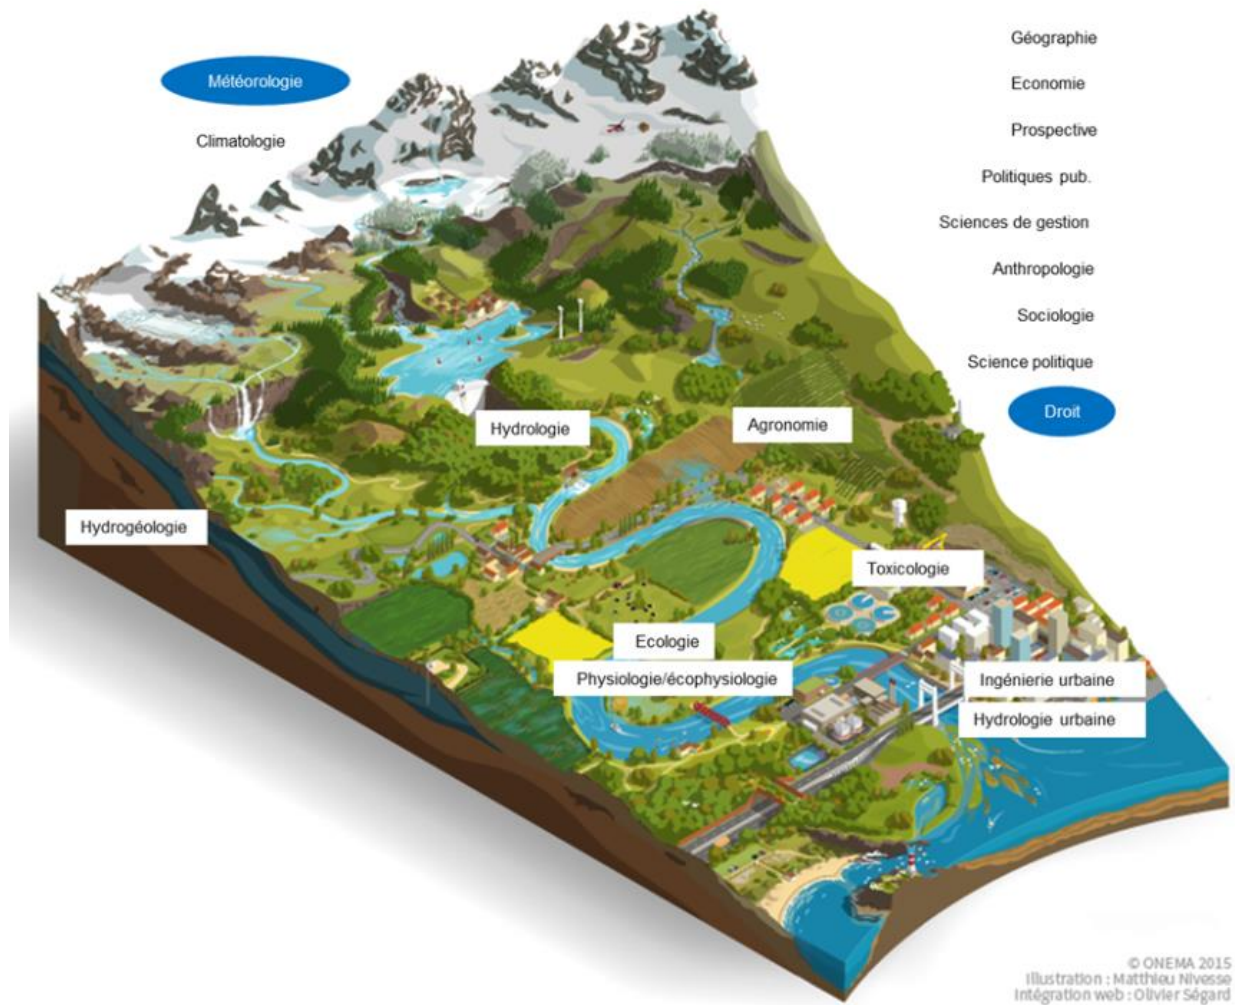 Météorologie
Climatologie
Géographie
Economie
Prospective
Politiques pub.
Sciences de gestion
Anthropologie
Sociologie
Science politique
Droit
Hydrologie
Agronomie
Hydrogéologie
Toxicologie
Ecologie
Physiologie/écophysiologie
Ingénierie urbaine
Hydrologie urbaine
© ONEMA 2015
Illustration : Matthieu Nivesse
Intégration web : Olivier Ségard